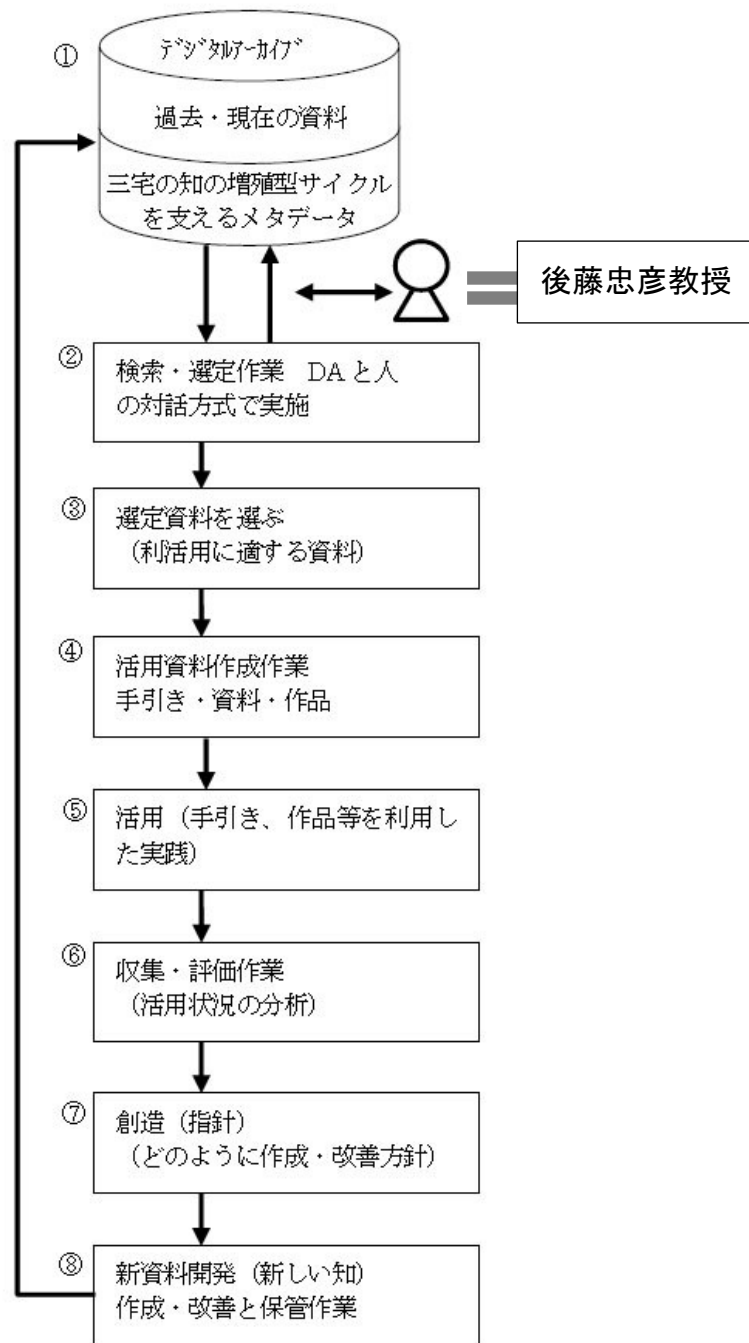 ①
デジタルアーカイブ
過去・現在の資料
三宅の知の増殖型サイクル
を支えるメタデータ
後藤忠彦教授
②
検索・選定作業　DAと人
の対話方式で実施
③
選定資料を選ぶ
（利活用に適する資料）
④
活用資料作成作業
手引き・資料・作品
⑤
活用（手引き、作品等を利用し
た実践）
⑥
収集・評価作業
（活用状況の分析）
⑦
創造（指針）
（どのように作成・改善方針）
⑧
新資料開発（新しい知）
作成・改善と保管作業